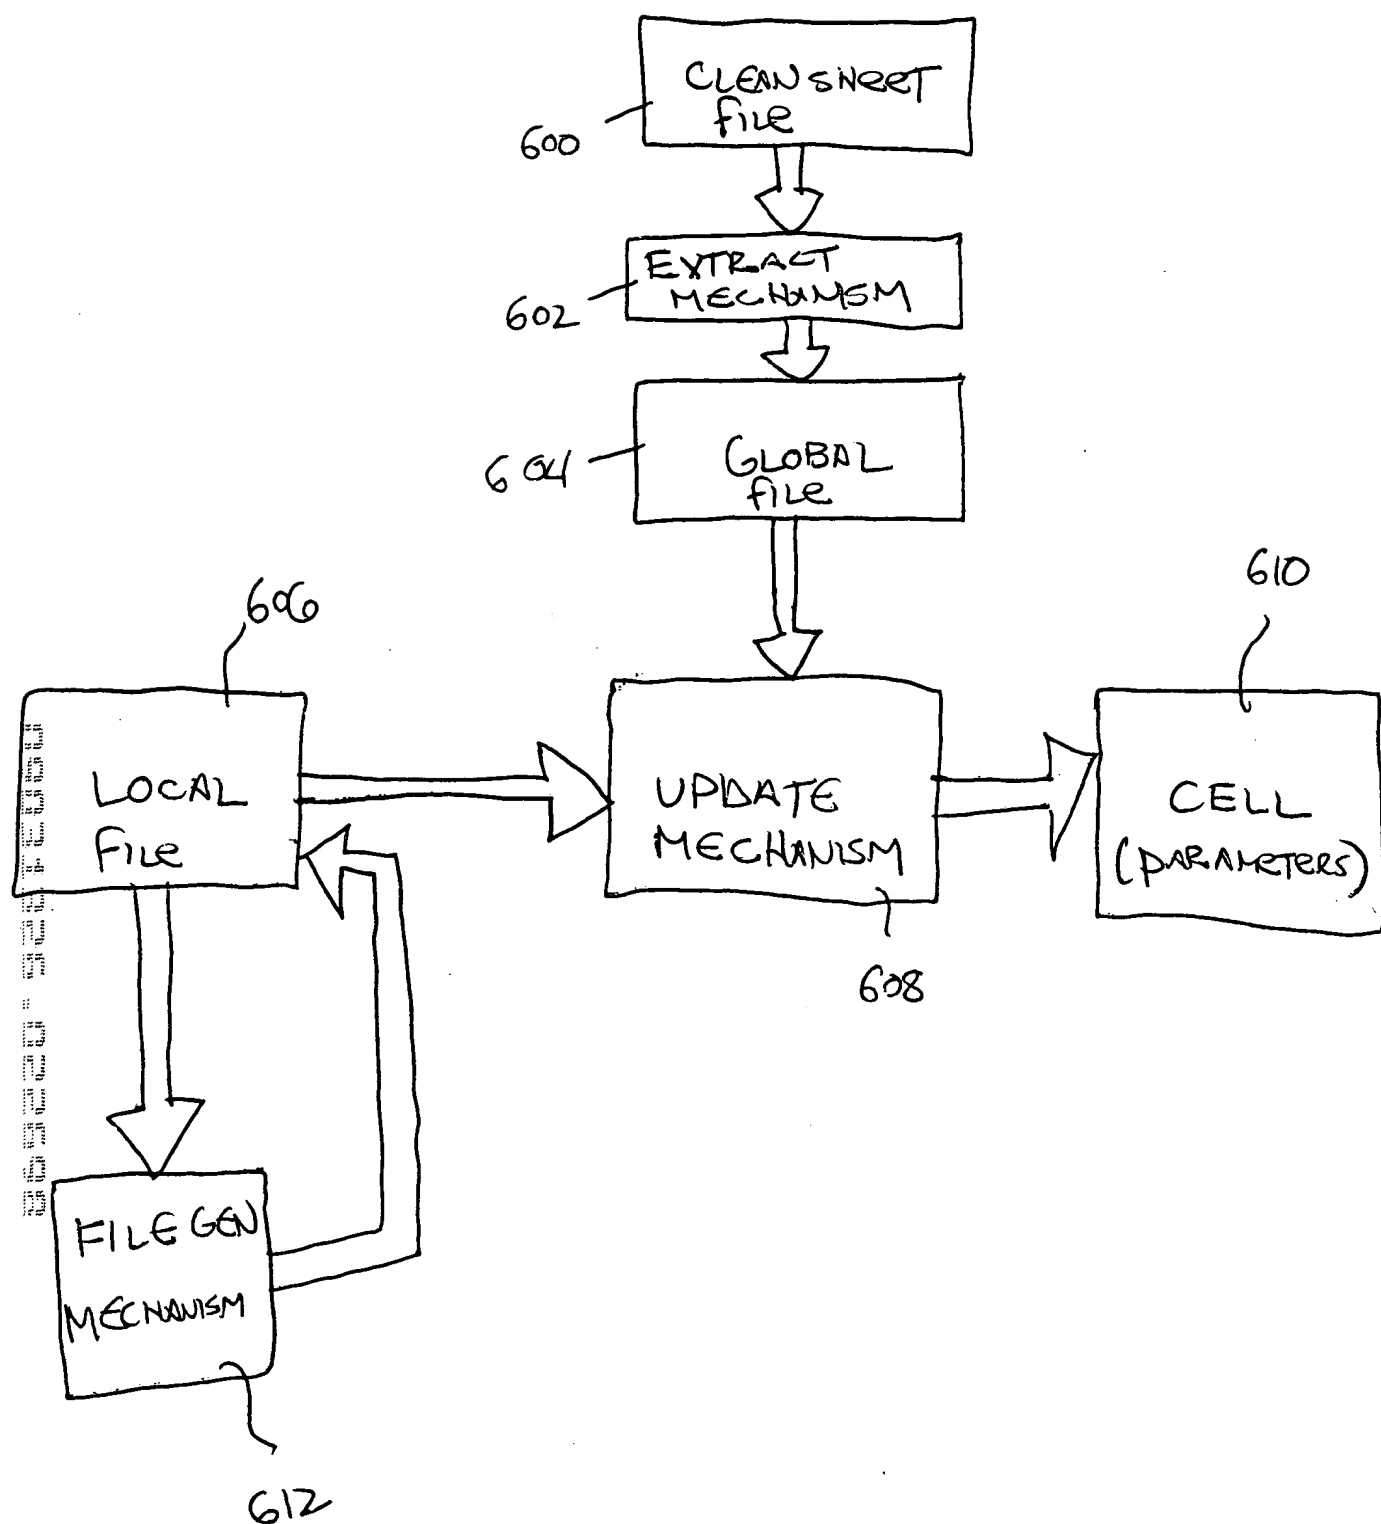 CLEAN SHEET
FILE
600
EXTRACT
MECHANISM
602
GLOBAL
FILE
604
610
606
LOCAL
FILE
UPDATE
MECHANISM
CELL
(PARAMETERS)
608
FILE GEN
MECHANISM
612